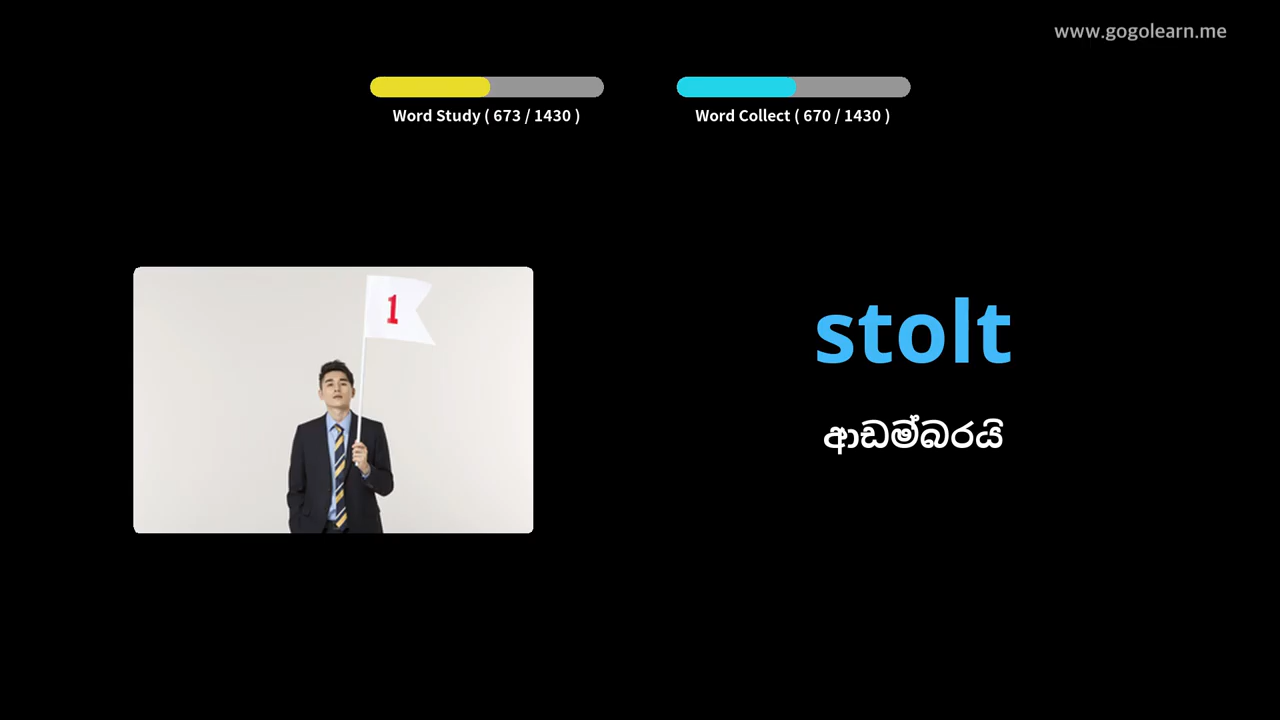 www.gogolearn.me
Word Study ( 673 / 1430 )
Word Collect ( 670 / 1430 )
1
stolt
ආඩම්බරයි